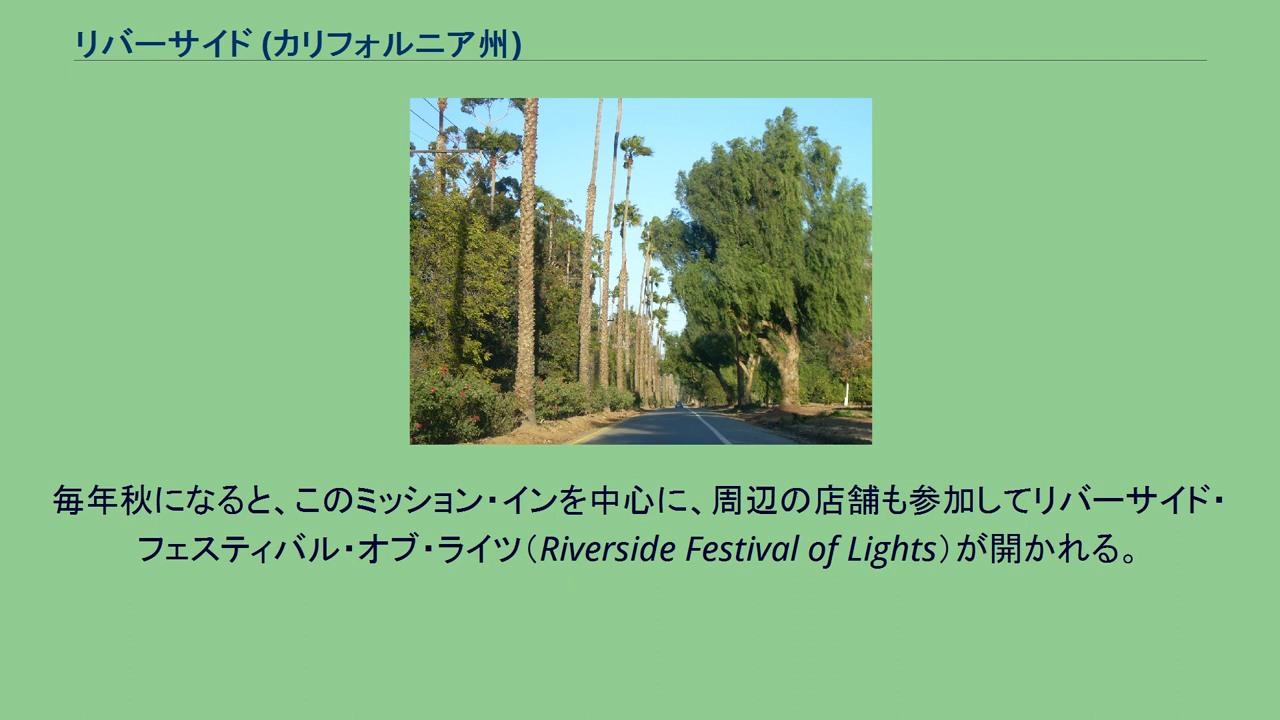 リバーサイド (カリフォルニア州)
毎年秋になると、このミッション・インを中心に、周辺の店舗も参加してリバーサイド・
フェスティバル・オブ・ライツ（Riverside Festival of Lights）が開かれる。